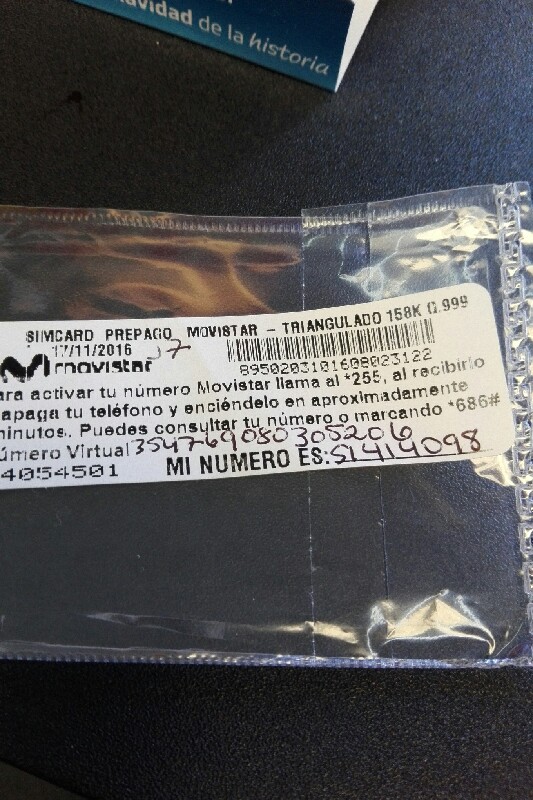 avidad de la historia
SIMCARD PREPAGO MOVISTAR - TRIANGULADO 158K 0.999
17/11/2016 J7
movistar
8950203101608023122
ara activar tu número Movistar llama al *255, al recibirlo
apaga tu teléfono y enciéndelo en aproximadamente
minutos. Puedes consultar tu número o marcando *686#
úmero Virtual 354769080305206
4054501 MI NUMERO ES: 51414098